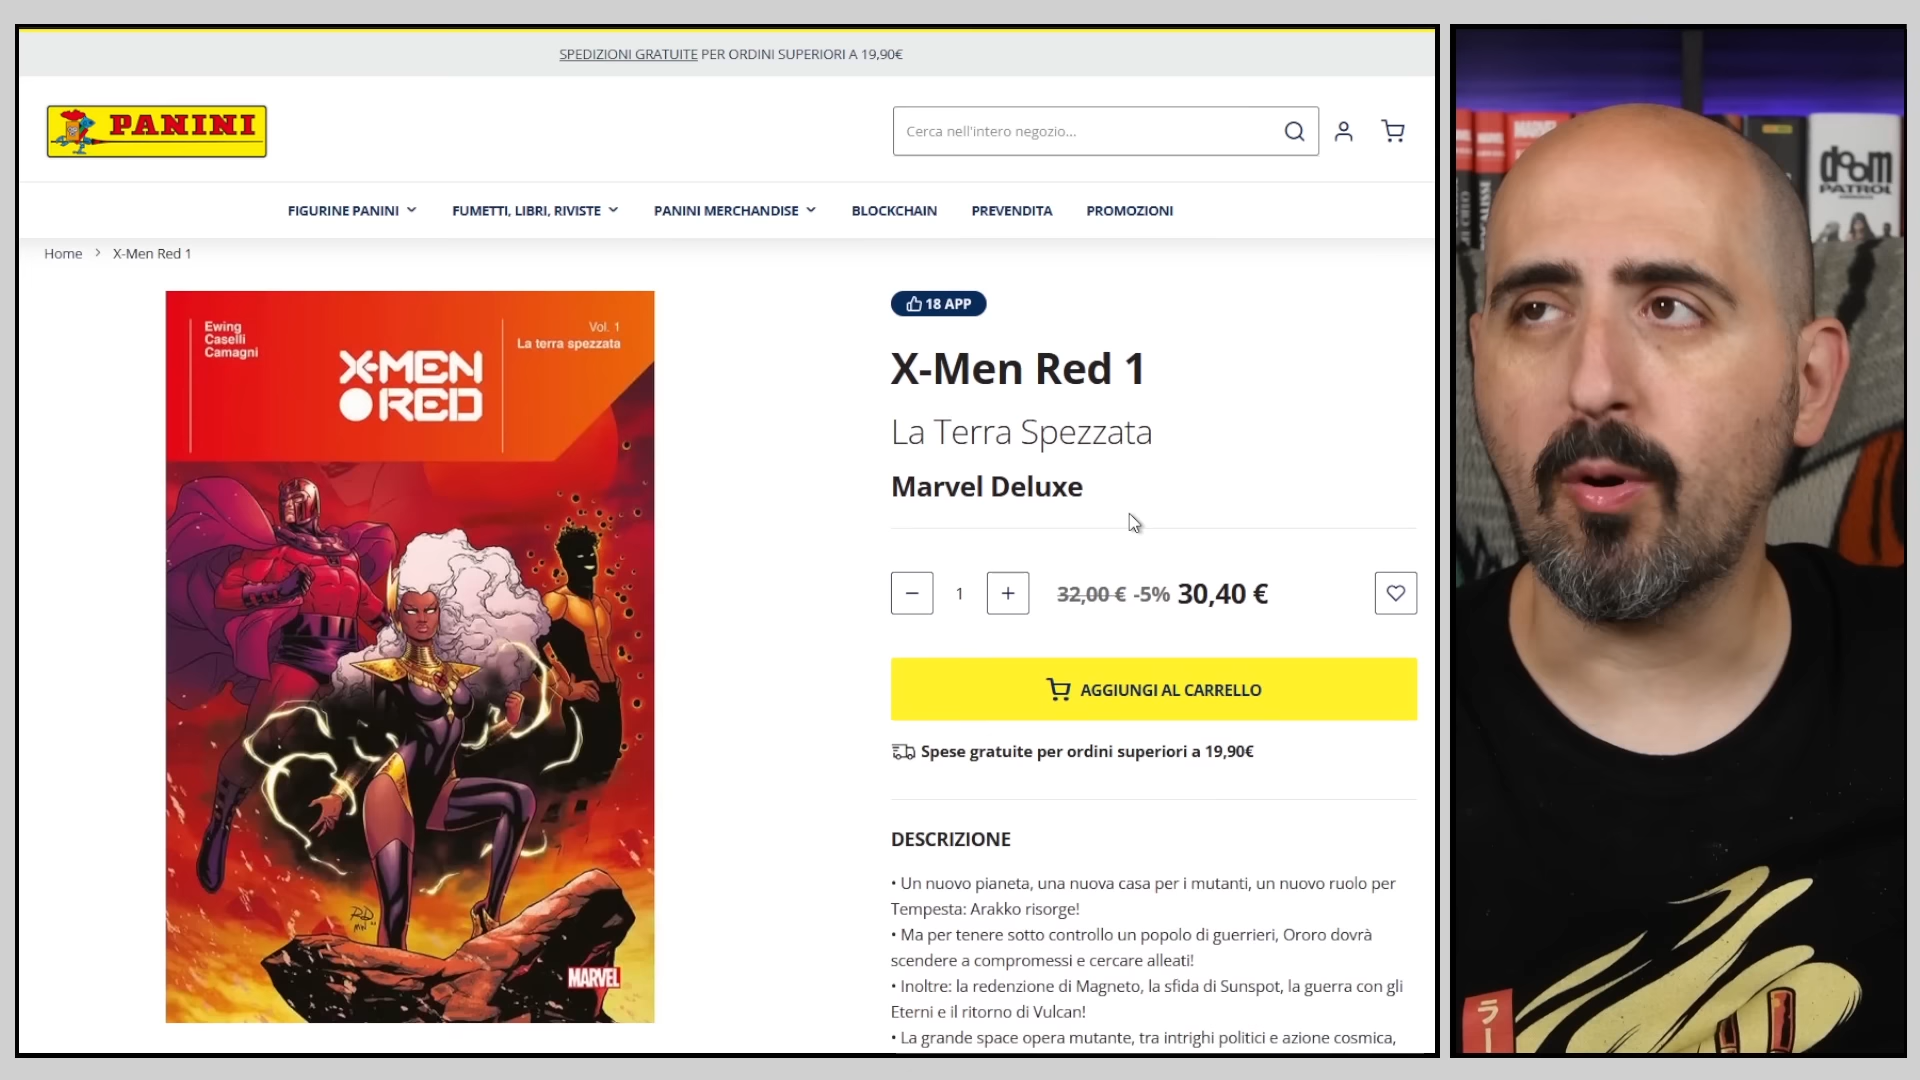 SPEDIZIONI GRATUITE PER ORDINI SUPERIORI A 19,90€
PANINI
Cerca nell'intero negozio...
FIGURINE PANINI
FUMETTI, LIBRI, RIVISTE
PANINI MERCHANDISE
BLOCKCHAIN
PREVENDITA
PROMOZIONI
Home
X-Men Red 1
Ewing
Caselli
Camagni
X-MEN
RED
Vol. 1
La terra spezzata
MARVEL
18 APP
X-Men Red 1
La Terra Spezzata
Marvel Deluxe
1
32,00 € -5% 30,40 €
AGGIUNGI AL CARRELLO
Spese gratuite per ordini superiori a 19,90€
DESCRIZIONE
• Un nuovo pianeta, una nuova casa per i mutanti, un nuovo ruolo per
Tempesta: Arakko risorge!
• Ma per tenere sotto controllo un popolo di guerrieri, Ororo dovrà
scendere a compromessi e cercare alleati!
• Inoltre: la redenzione di Magneto, la sfida di Sunspot, la guerra con gli
Eterni e il ritorno di Vulcan!
• La grande space opera mutante, tra intrighi politici e azione cosmica,
doom
PATROL
ラー